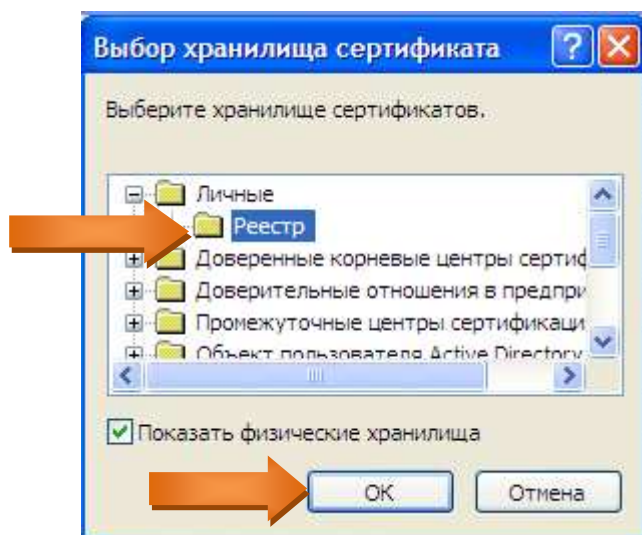 Выбор хранилища сертификата
Выберите хранилище сертификатов.
Личные
Реестр
Доверенные корневые центры сертиф
Доверительные отношения в предпри
Промежуточные центры сертификаци
Объект пользователя Active Directory
Показать физические хранилища
ОК
Отмена